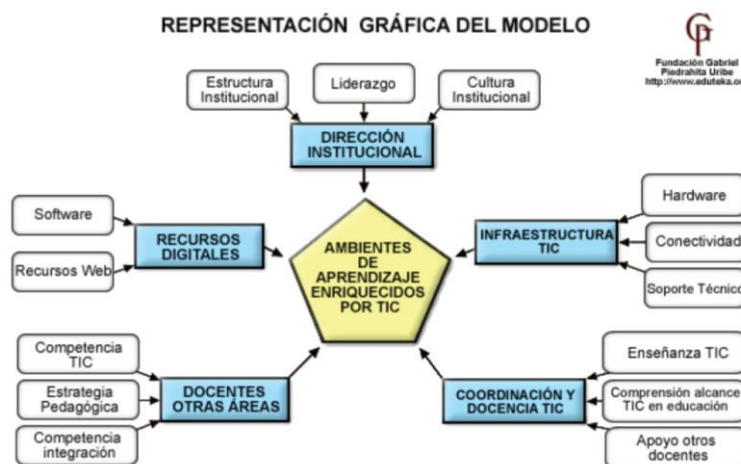 REPRESENTACIÓN GRÁFICA DEL MODELO
Fundación Gabriel
Piedrahita Uribe
http://www.eduteka.or
Estructura
Institucional
Liderazgo
Cultura
Institucional
DIRECCIÓN
INSTITUCIONAL
Software
Recursos Web
RECURSOS
DIGITALES
AMBIENTES
DE
APRENDIZAJE
ENRIQUECIDOS
POR TIC
INFRAESTRUCTURA
TIC
Hardware
Conectividad
Soporte Técnico
Competencia
TIC
Estrategia
Pedagógica
Competencia
integración
DOCENTES
OTRAS ÁREAS
COORDINACIÓN Y
DOCENCIA TIC
Enseñanza TIC
Comprensión alcance
TIC en educación
Apoyo otros
docentes